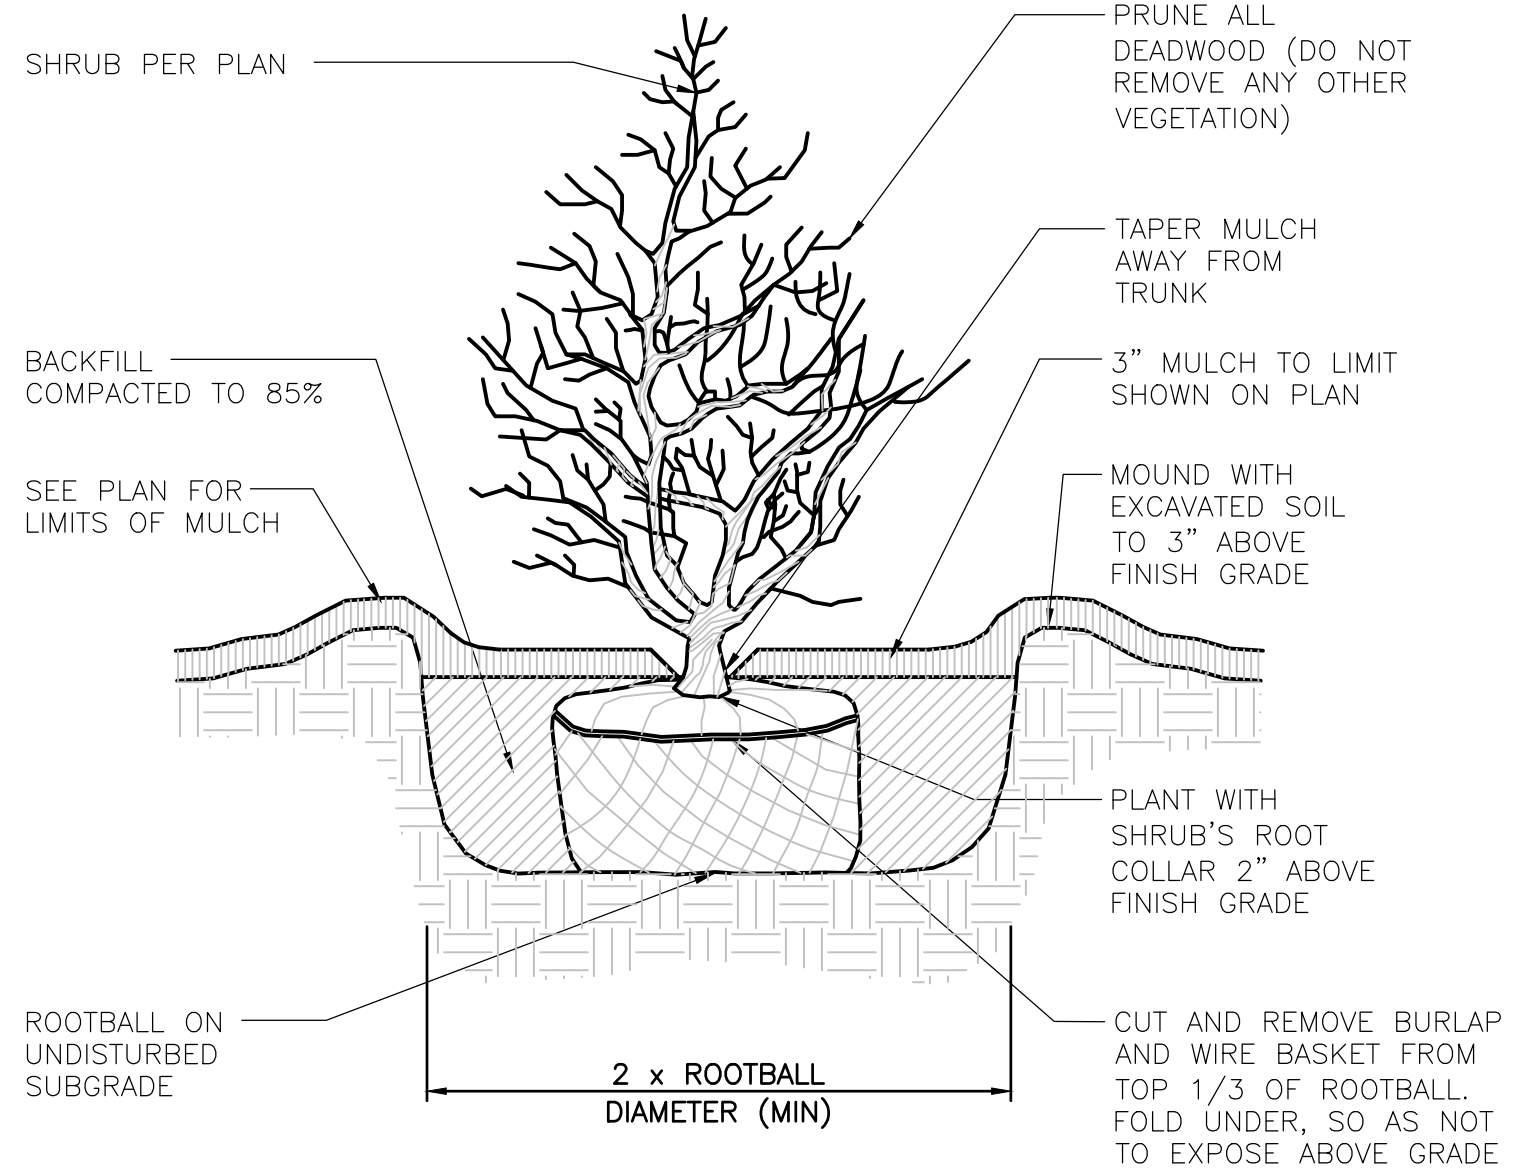 SHRUB PER PLAN
PRUNE ALL
DEADWOOD (DO NOT
REMOVE ANY OTHER
VEGETATION)
TAPER MULCH
AWAY FROM
TRUNK
BACKFILL
COMPACTED TO 85%
3” MULCH TO LIMIT
SHOWN ON PLAN
SEE PLAN FOR
LIMITS OF MULCH
MOUND WITH
EXCAVATED SOIL
TO 3” ABOVE
FINISH GRADE
PLANT WITH
SHRUB’S ROOT
COLLAR 2” ABOVE
FINISH GRADE
ROOTBALL ON
UNDISTURBED
SUBGRADE
2 x ROOTBALL
DIAMETER (MIN)
CUT AND REMOVE BURLAP
AND WIRE BASKET FROM
TOP 1/3 OF ROOTBALL.
FOLD UNDER, SO AS NOT
TO EXPOSE ABOVE GRADE